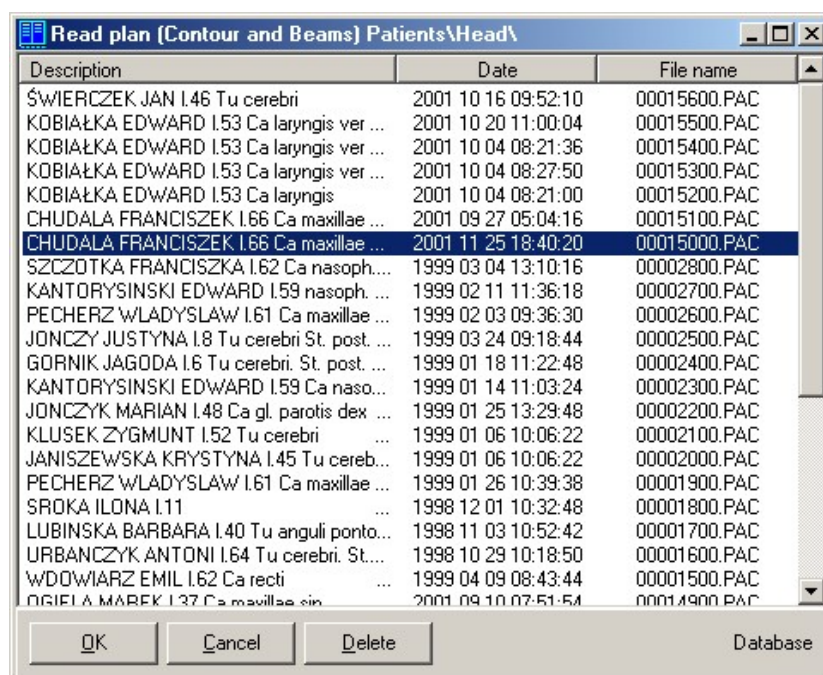 Read plan (Contour and Beams) Patients\Head\
Description Date File name
ŚWIERCZEK JAN l.46 Tu cerebri 2001 10 16 09:52:10 00015600.PAC
KOBIAŁKA EDWARD l.53 Ca laryngis ver ... 2001 10 20 11:00:04 00015500.PAC
KOBIAŁKA EDWARD l.53 Ca laryngis ver ... 2001 10 04 08:21:36 00015400.PAC
KOBIAŁKA EDWARD l.53 Ca laryngis ver ... 2001 10 04 08:27:50 00015300.PAC
KOBIAŁKA EDWARD l.53 Ca laryngis 2001 10 04 08:21:00 00015200.PAC
CHUDALA FRANCISZEK l.66 Ca maxillae ... 2001 09 27 05:04:16 00015100.PAC
CHUDALA FRANCISZEK l.66 Ca maxillae ... 2001 11 25 18:40:20 00015000.PAC
SZCZOTKA FRANCISZKA l.62 Ca nasoph.... 1999 03 04 13:10:16 00002800.PAC
KANTORYSINSKI EDWARD l.59 nasoph. ... 1999 02 11 11:36:18 00002700.PAC
PECHERZ WLADYSLAW l.61 Ca maxillae ... 1999 02 03 09:36:30 00002600.PAC
JONCZY JUSTYNA l.8 Tu cerebri St. post. ... 1999 03 24 09:18:44 00002500.PAC
GORNIK JAGODA l.6 Tu cerebri. St. post. ... 1999 01 18 11:22:48 00002400.PAC
KANTORYSINSKI EDWARD l.59 Ca naso... 1999 01 14 11:03:24 00002300.PAC
JONCZYK MARIAN l.48 Ca gl. parotis dex ... 1999 01 25 13:29:48 00002200.PAC
KLUSEK ZYGMUNT l.52 Tu cerebri ... 1999 01 06 10:06:22 00002100.PAC
JANISZEWSKA KRYSTYNA l.45 Tu cereb... 1999 01 06 10:06:22 00002000.PAC
PECHERZ WLADYSLAW l.61 Ca maxillae ... 1999 01 26 10:39:38 00001900.PAC
SROKA ILONA l.11 ... 1998 12 01 10:32:48 00001800.PAC
LUBINSKA BARBARA l.40 Tu anguli ponto... 1998 11 03 10:52:42 00001700.PAC
URBANCZYK ANTONI l.64 Tu cerebri. St.... 1998 10 29 10:18:50 00001600.PAC
WDOWIARZ EMIL l.62 Ca recti ... 1999 04 09 08:43:44 00001500.PAC
OGIELA MAREK l.37 Ca maxillae sin 2001 09 10 07:51:54 00014900.PAC
OK Cancel Delete Database